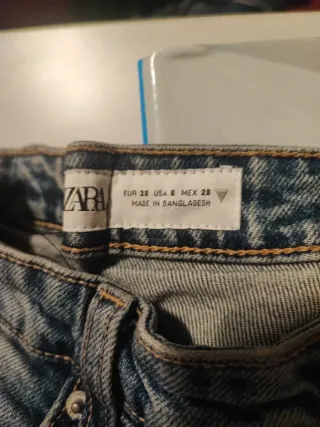 ZARA
EUR 38 USA 6 MEX 28
MADE IN BANGLADESH